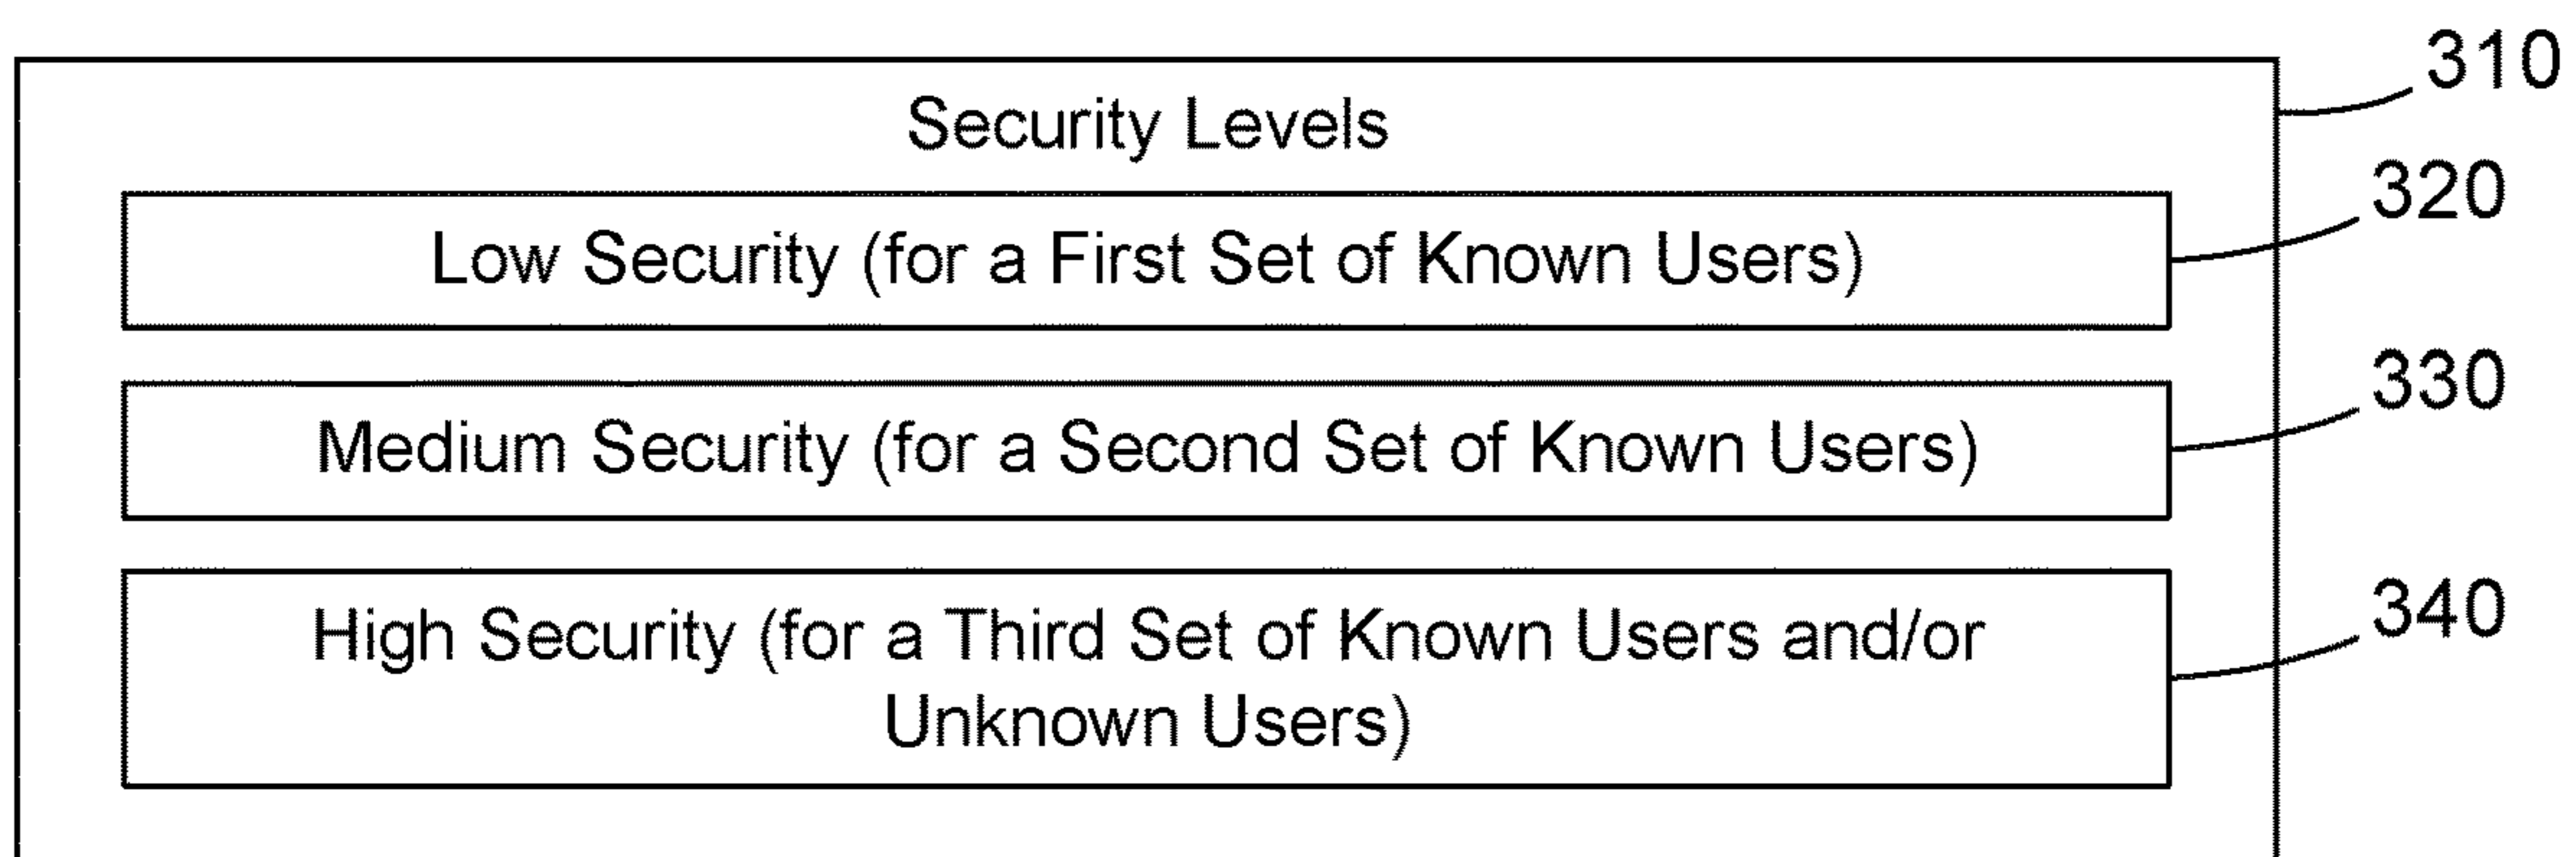 310
Security Levels
320
Low Security (for a First Set of Known Users)
330
Medium Security (for a Second Set of Known Users)
340
High Security (for a Third Set of Known Users and/or
Unknown Users)